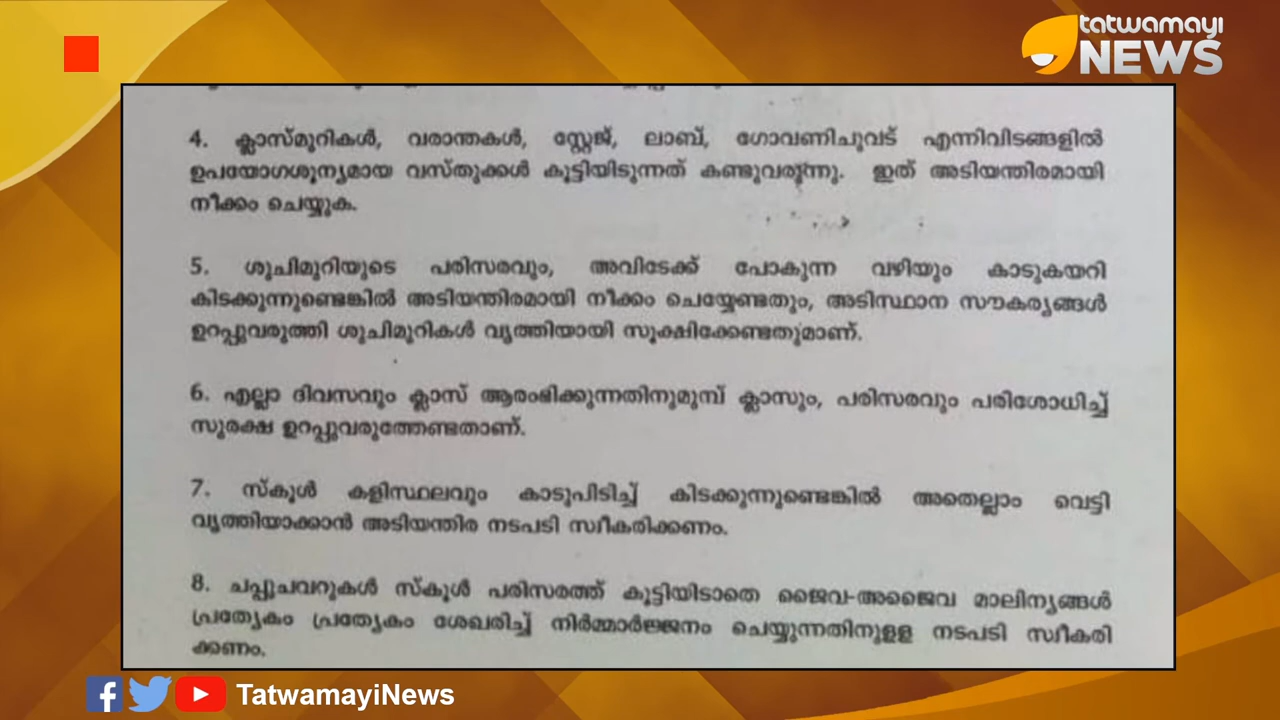 tatwamayi
NEWS
4. ക്ലാസ്മുറികൾ, വരാന്തകൾ, സ്റ്റേജ്, ലാബ്, ഗോവണിചുവട് എന്നിവിടങ്ങളിൽ
ഉപയോഗശൂന്യമായ വസ്തുക്കൾ കൂട്ടിയിടുന്നത് കണ്ടുവരുന്നു. ഇത് അടിയന്തിരമായി
നീക്കം ചെയ്യുക.
5. ശുചിമുറിയുടെ പരിസരവും, അവിടേക്ക് പോകുന്ന വഴിയും കാടുകയറി
കിടക്കുന്നുണ്ടെങ്കിൽ അടിയന്തിരമായി നീക്കം ചെയ്യേണ്ടതും, അടിസ്ഥാന സൗകര്യങ്ങൾ
ഉറപ്പുവരുത്തി ശുചിമുറികൾ വൃത്തിയായി സൂക്ഷിക്കേണ്ടതുമാണ്.
6. എല്ലാ ദിവസവും ക്ലാസ് ആരംഭിക്കുന്നതിനുമുമ്പ് ക്ലാസും, പരിസരവും പരിശോധിച്ച്
സുരക്ഷ ഉറപ്പുവരുത്തേണ്ടതാണ്.
7. സ്കൂൾ കളിസ്ഥലവും കാടുപിടിച്ച് കിടക്കുന്നുണ്ടെങ്കിൽ അതെല്ലാം വെട്ടി
വൃത്തിയാക്കാൻ അടിയന്തിര നടപടി സ്വീകരിക്കണം.
8. ചപ്പുചവറുകൾ സ്കൂൾ പരിസരത്ത് കൂട്ടിയിടാതെ ജൈവ-അജൈവ മാലിന്യങ്ങൾ
പ്രത്യേകം പ്രത്യേകം ശേഖരിച്ച് നിർമ്മാർജ്ജനം ചെയ്യുന്നതിനുളള നടപടി സ്വീകരി
ക്കണം.
TatwamayiNews